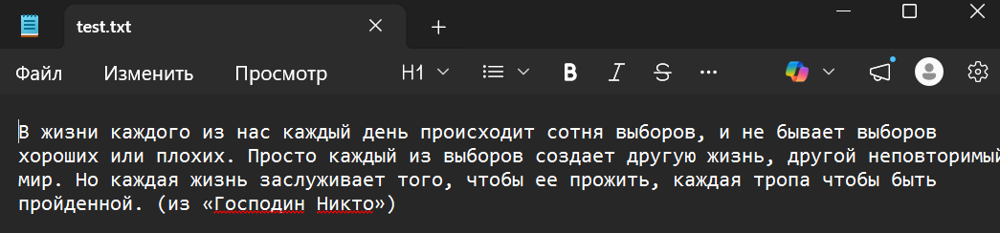 test.txt
Файл Изменить Просмотр H1 B I S
В жизни каждого из нас каждый день происходит сотня выборов, и не бывает выборов
хороших или плохих. Просто каждый из выборов создает другую жизнь, другой неповторимый
мир. Но каждая жизнь заслуживает того, чтобы ее прожить, каждая тропа чтобы быть
пройденной. (из «Господин Никто»)